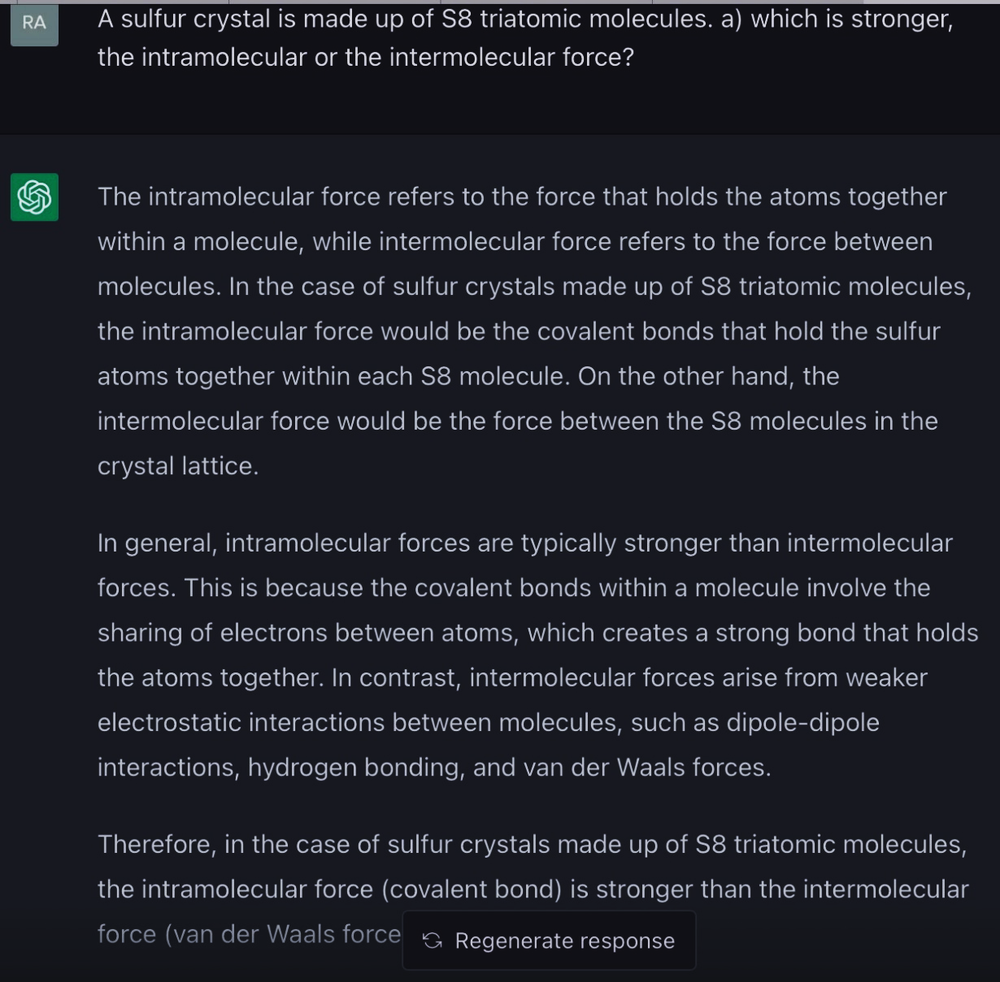 RA
A sulfur crystal is made up of S8 triatomic molecules. a) which is stronger,
the intramolecular or the intermolecular force?
The intramolecular force refers to the force that holds the atoms together
within a molecule, while intermolecular force refers to the force between
molecules. In the case of sulfur crystals made up of S8 triatomic molecules,
the intramolecular force would be the covalent bonds that hold the sulfur
atoms together within each S8 molecule. On the other hand, the
intermolecular force would be the force between the S8 molecules in the
crystal lattice.
In general, intramolecular forces are typically stronger than intermolecular
forces. This is because the covalent bonds within a molecule involve the
sharing of electrons between atoms, which creates a strong bond that holds
the atoms together. In contrast, intermolecular forces arise from weaker
electrostatic interactions between molecules, such as dipole-dipole
interactions, hydrogen bonding, and van der Waals forces.
Therefore, in the case of sulfur crystals made up of S8 triatomic molecules,
the intramolecular force (covalent bond) is stronger than the intermolecular
force (van der Waals force
Regenerate response